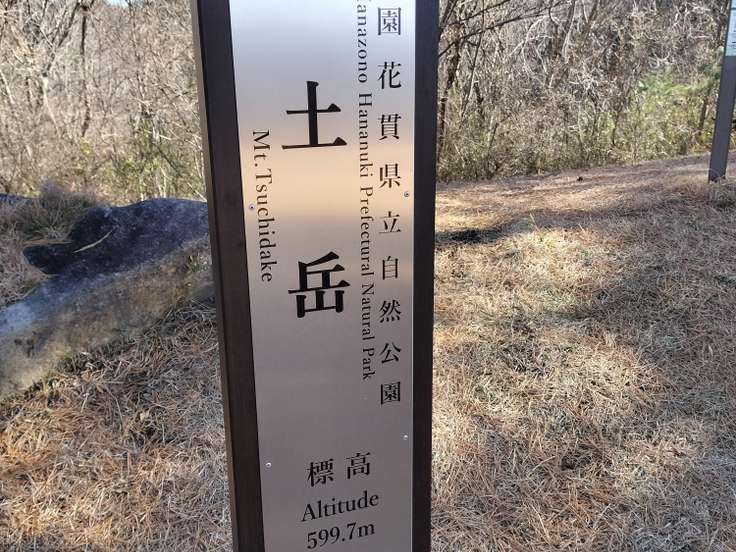 園花貫県立自然公園
Hanazono Hananuki Prefectural Natural Park
土岳
Mt.Tsuchidake
標高
Altitude
599.7m